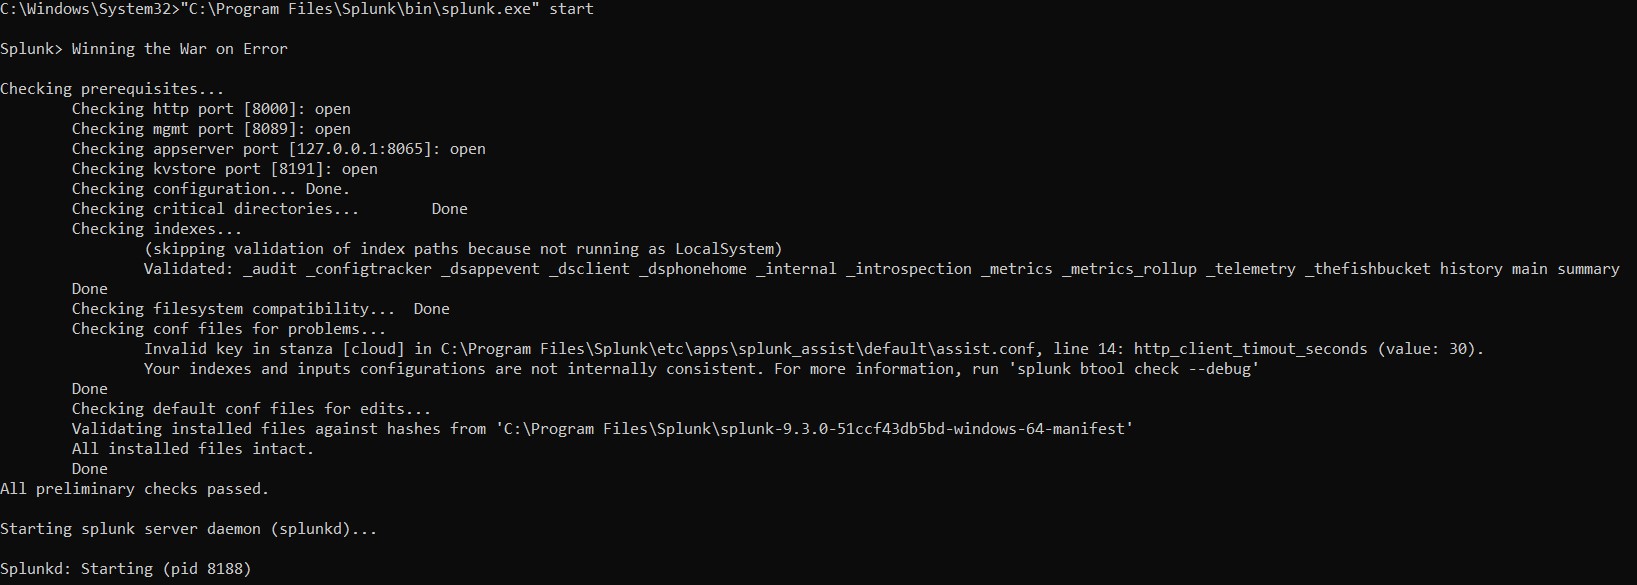 C:\Windows\System32>"C:\Program Files\Splunk\bin\splunk.exe" start
Splunk> Winning the War on Error
Checking prerequisites...
Checking http port [8000]: open
Checking mgmt port [8089]: open
Checking appserver port [127.0.0.1:8065]: open
Checking kvstore port [8191]: open
Checking configuration... Done.
Checking critical directories... Done
Checking indexes...
(skipping validation of index paths because not running as LocalSystem)
Validated: _audit _configtracker _dsappevent _dsclient _dsphonehome _internal _introspection _metrics _metrics_rollup _telemetry _thefishbucket history main summary
Done
Checking filesystem compatibility... Done
Checking conf files for problems...
Invalid key in stanza [cloud] in C:\Program Files\Splunk\etc\apps\splunk_assist\default\assist.conf, line 14: http_client_timout_seconds (value: 30).
Your indexes and inputs configurations are not internally consistent. For more information, run 'splunk btool check --debug'
Done
Checking default conf files for edits...
Validating installed files against hashes from 'C:\Program Files\Splunk\splunk-9.3.0-51ccf43db5bd-windows-64-manifest'
All installed files intact.
Done
All preliminary checks passed.
Starting splunk server daemon (splunkd)...
Splunkd: Starting (pid 8188)